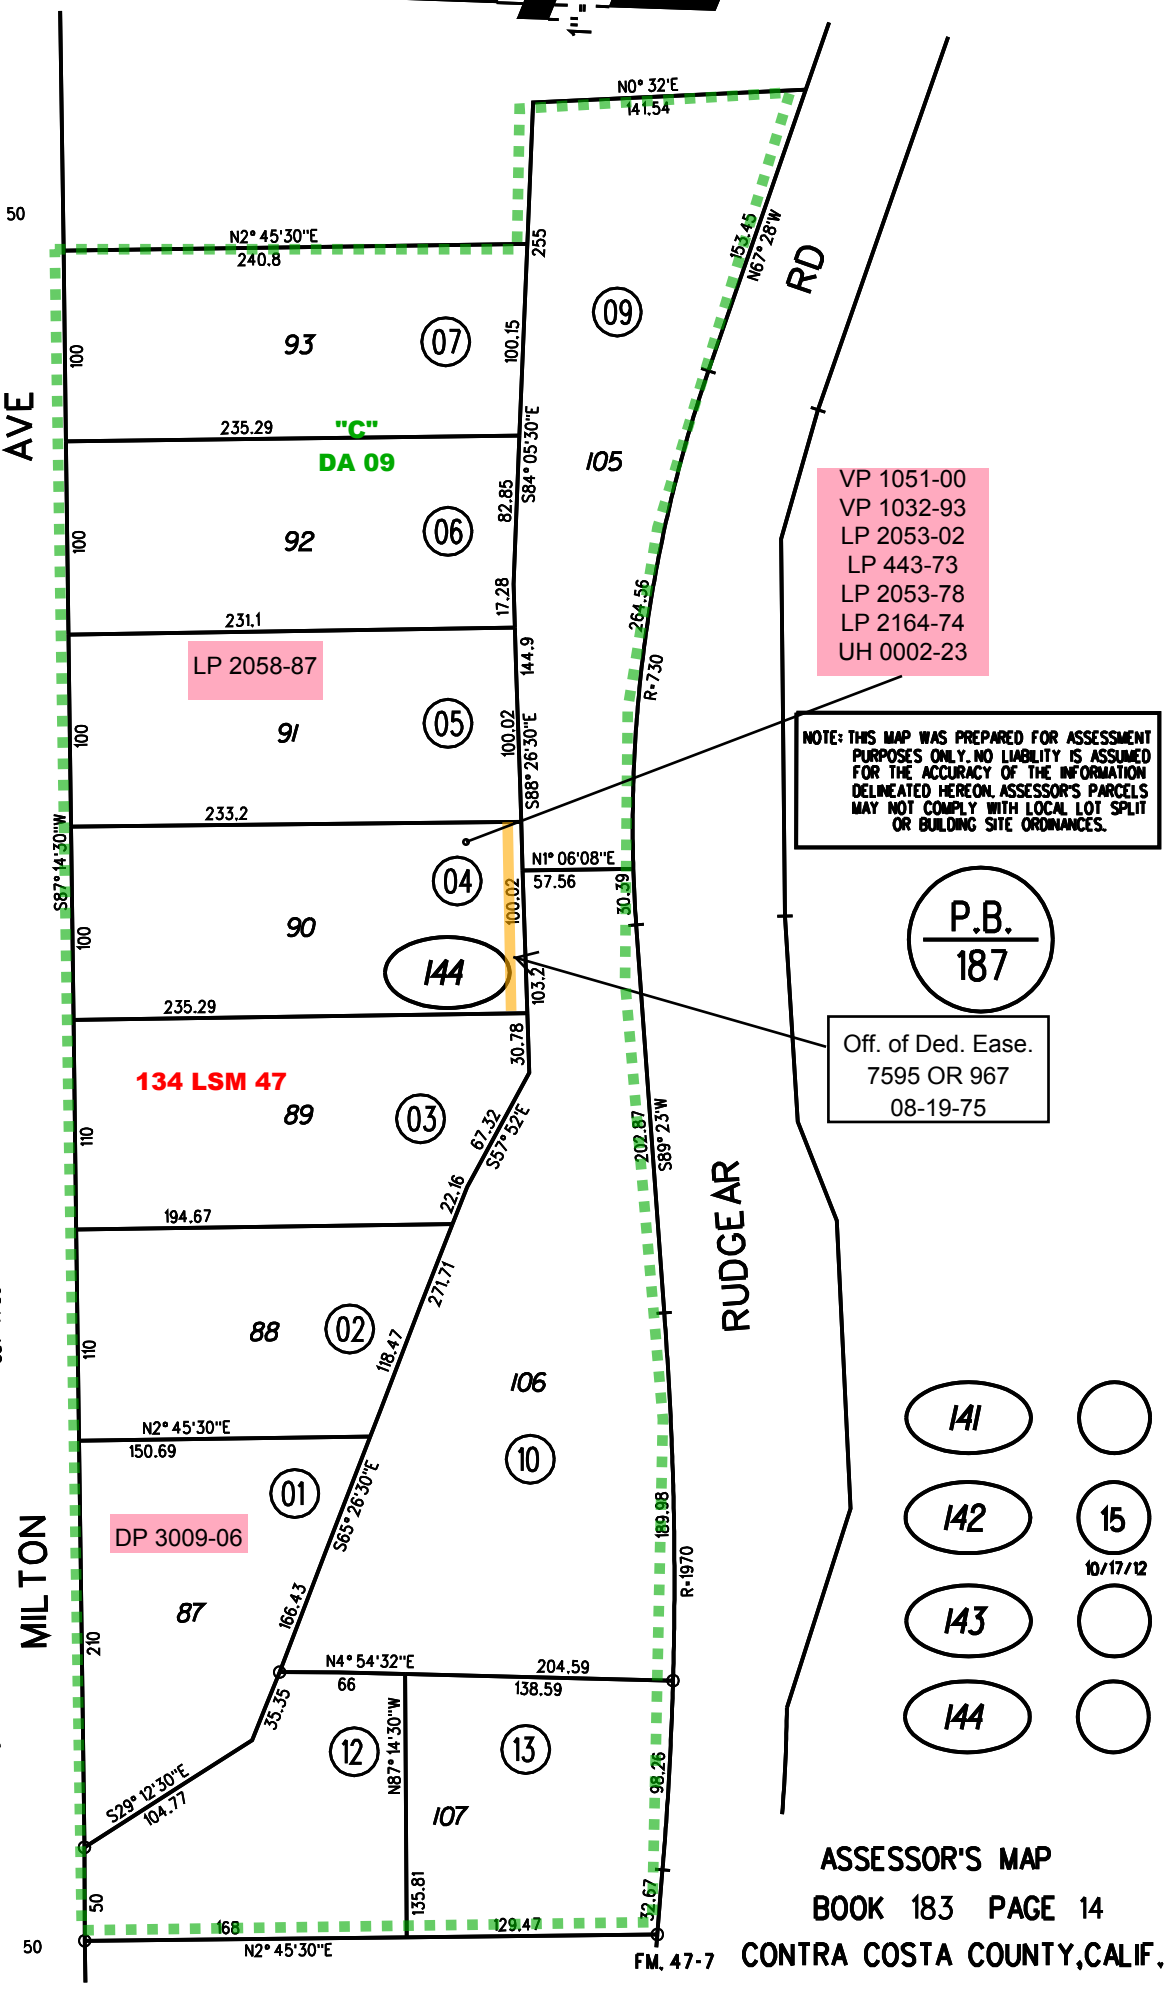 1"=
N0° 32'E
141.54
50
N2° 45'30"E
240.8
255
153.45
N67° 28'W
RD
09
93
07
100
100.15
AVE
235.29
"C"
DA 09
S84° 05'30"E
105
92
06
100
82.85
17.28
264.56
R=730
VP 1051-00
VP 1032-93
LP 2053-02
LP 443-73
LP 2053-78
LP 2164-74
UH 0002-23
231.1
LP 2058-87
144.9
91
05
100
100.02
S88° 26'30"E
NOTE: THIS MAP WAS PREPARED FOR ASSESSMENT
PURPOSES ONLY. NO LIABILITY IS ASSUMED
FOR THE ACCURACY OF THE INFORMATION
DELINEATED HEREON. ASSESSOR'S PARCELS
MAY NOT COMPLY WITH LOCAL LOT SPLIT
OR BUILDING SITE ORDINANCES.
233.2
S87° 14'30"W
04
N1° 06'08"E
57.56
30.39
100.02
90
100
144
103.2
P.B.
187
235.29
30.78
Off. of Ded. Ease.
7595 OR 967
08-19-75
134 LSM 47
89
03
110
67.32
S57° 52'E
22.16
202.87
S89° 23'W
RUDGEAR
194.67
271.71
88
02
110
118.47
106
10
N2° 45'30"E
150.69
01
S65° 26'30"E
DP 3009-06
MILTON
87
210
166.43
189.98
R=1970
141
142
15
10/17/12
143
144
N4° 54'32"E
66
204.59
138.59
35.35
12
N87° 14'30"W
13
98.26
S29° 12'30"E
104.77
107
135.81
50
168
129.47
32.67
N2° 45'30"E
50
FM. 47-7
ASSESSOR'S MAP
BOOK 183 PAGE 14
CONTRA COSTA COUNTY, CALIF.